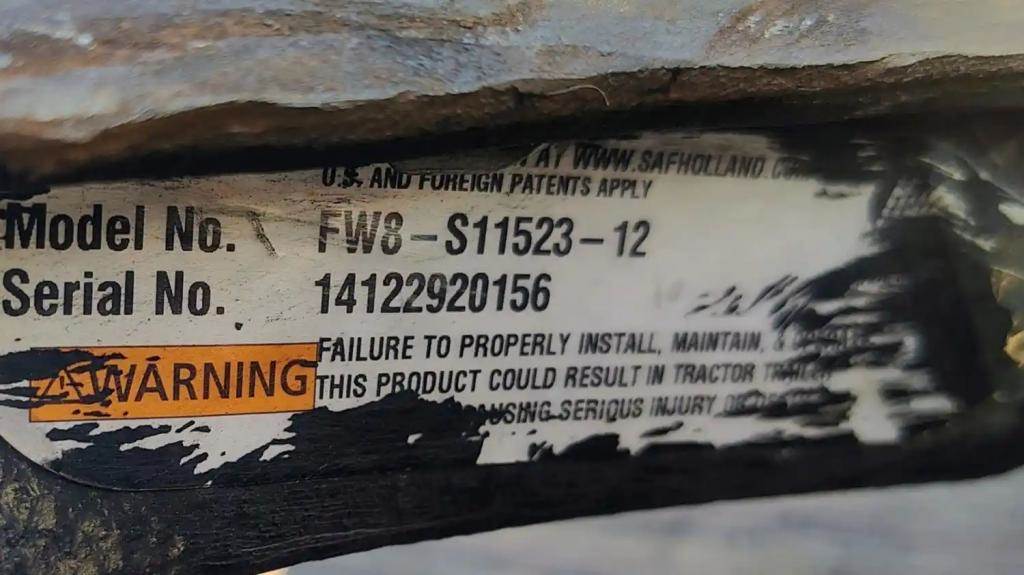 AT WWW.SAFHOLLAND.
U.S. AND FOREIGN PATENTS APPLY
Model No. FW8-S11523-12
Serial No. 14122920156
WARNING
FAILURE TO PROPERLY INSTALL, MAINTAIN, &
THIS PRODUCT COULD RESULT IN TRACTOR
SERIOUS INJURY OR